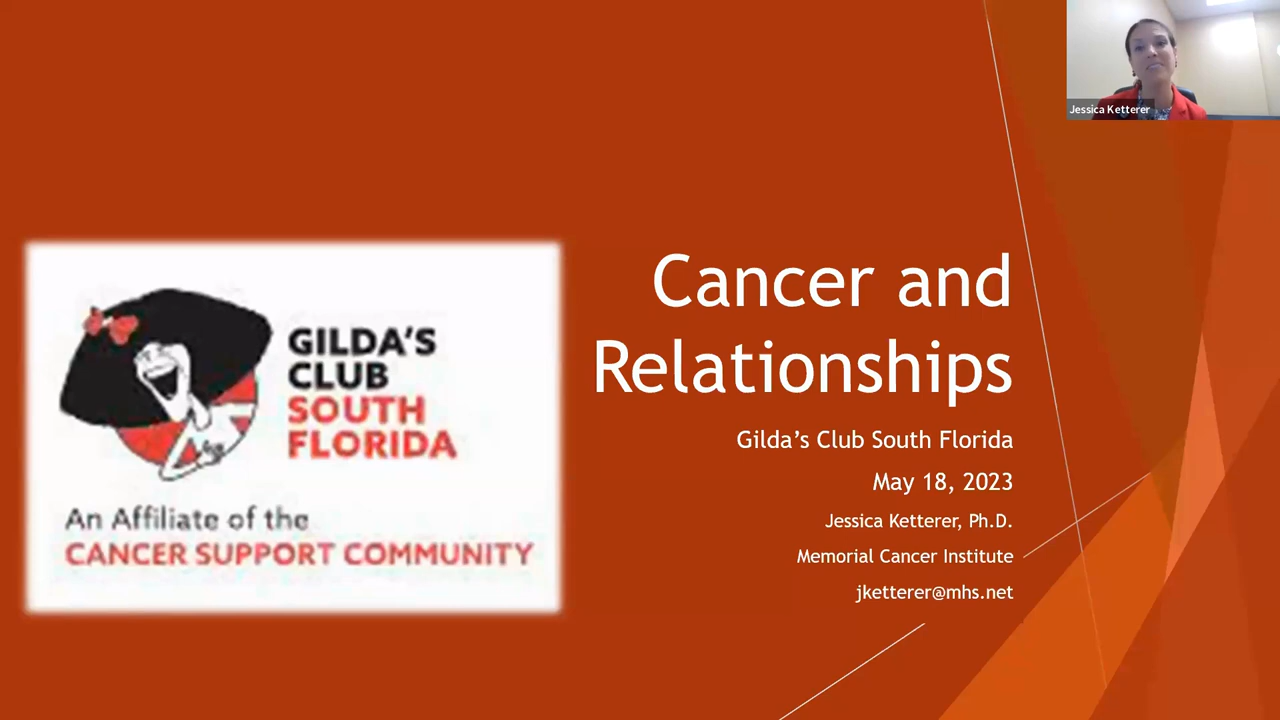 Jessica Ketterer
GILDA'S
CLUB
SOUTH
FLORIDA
An Affiliate of the
CANCER SUPPORT COMMUNITY
Cancer and
Relationships
Gilda's Club South Florida
May 18, 2023
Jessica Ketterer, Ph.D.
Memorial Cancer Institute
jketterer@mhs.net